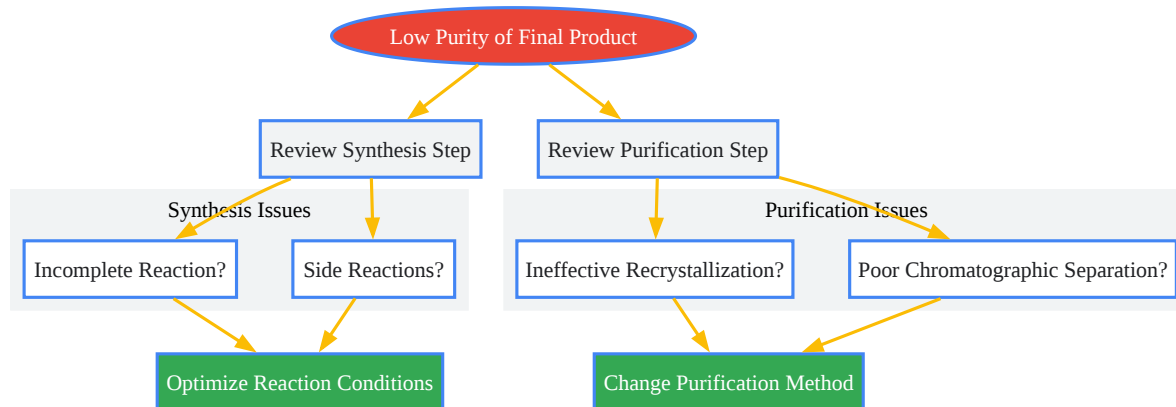 Low Purity of Final Product
Review Synthesis Step
Review Purification Step
Synthesis Issues
Purification Issues
Incomplete Reaction?
Side Reactions?
Ineffective Recrystallization?
Poor Chromatographic Separation?
Optimize Reaction Conditions
Change Purification Method